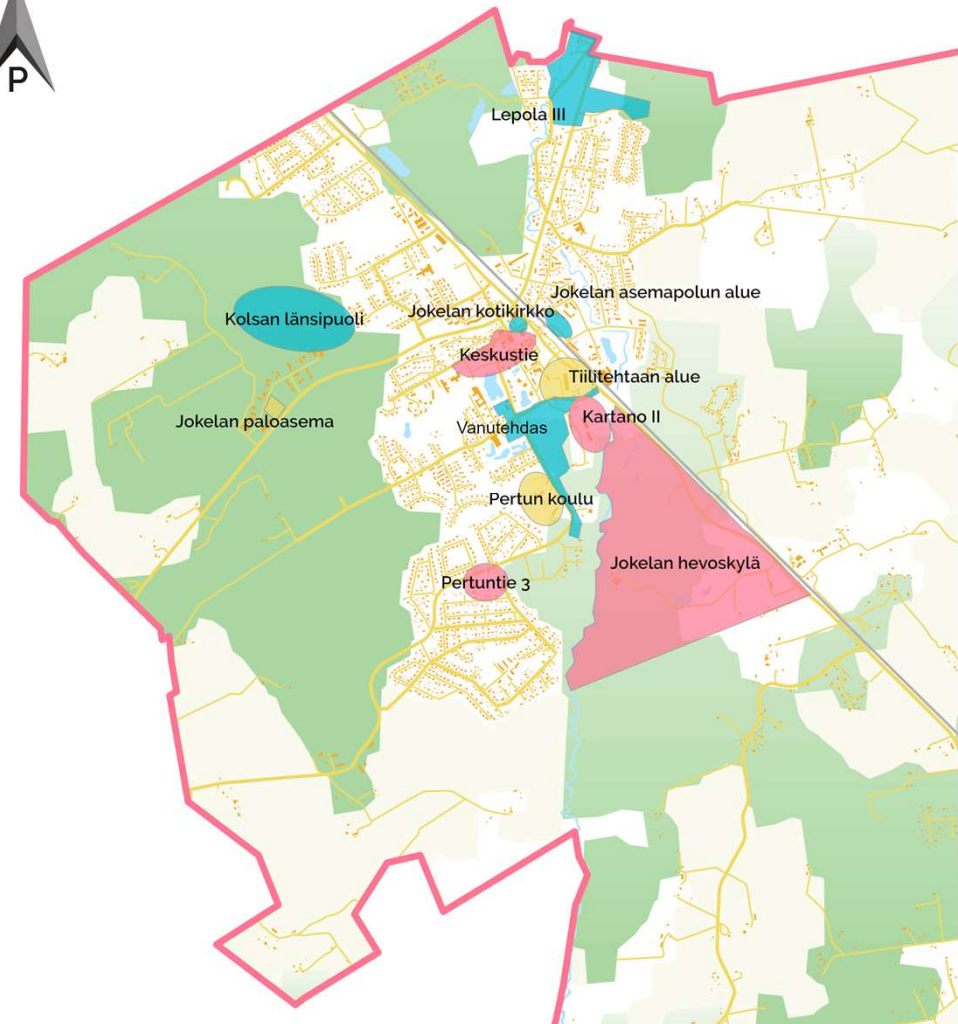 P
Lepola III
Jokelan asemapolun alue
Jokelan kotikirkko
Kolsan länsipuoli
Keskustie
Tiilitehtaan alue
Kartano II
Jokelan paloasema
Vanutehdas
Pertun koulu
Jokelan hevoskylä
Pertuntie 3